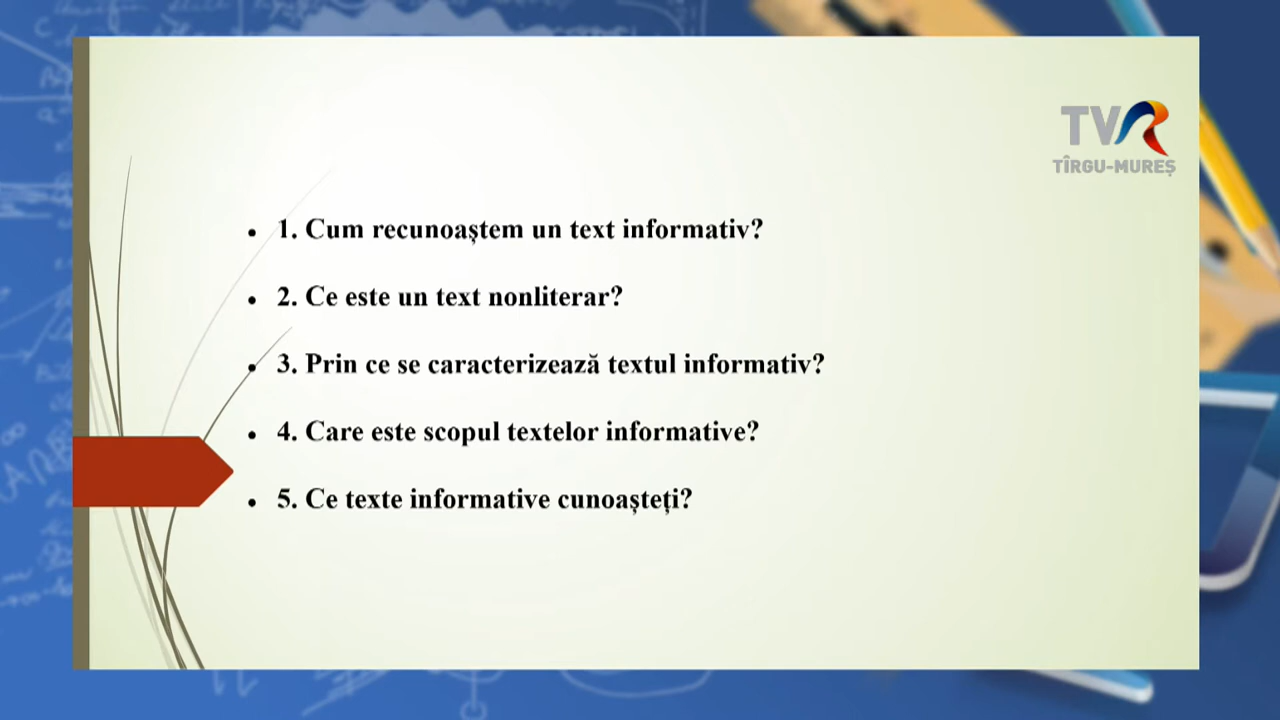 TVR
TÎRGU-MUREȘ
• 1. Cum recunoaștem un text informativ?
• 2. Ce este un text nonliterar?
• 3. Prin ce se caracterizează textul informativ?
• 4. Care este scopul textelor informative?
• 5. Ce texte informative cunoașteți?